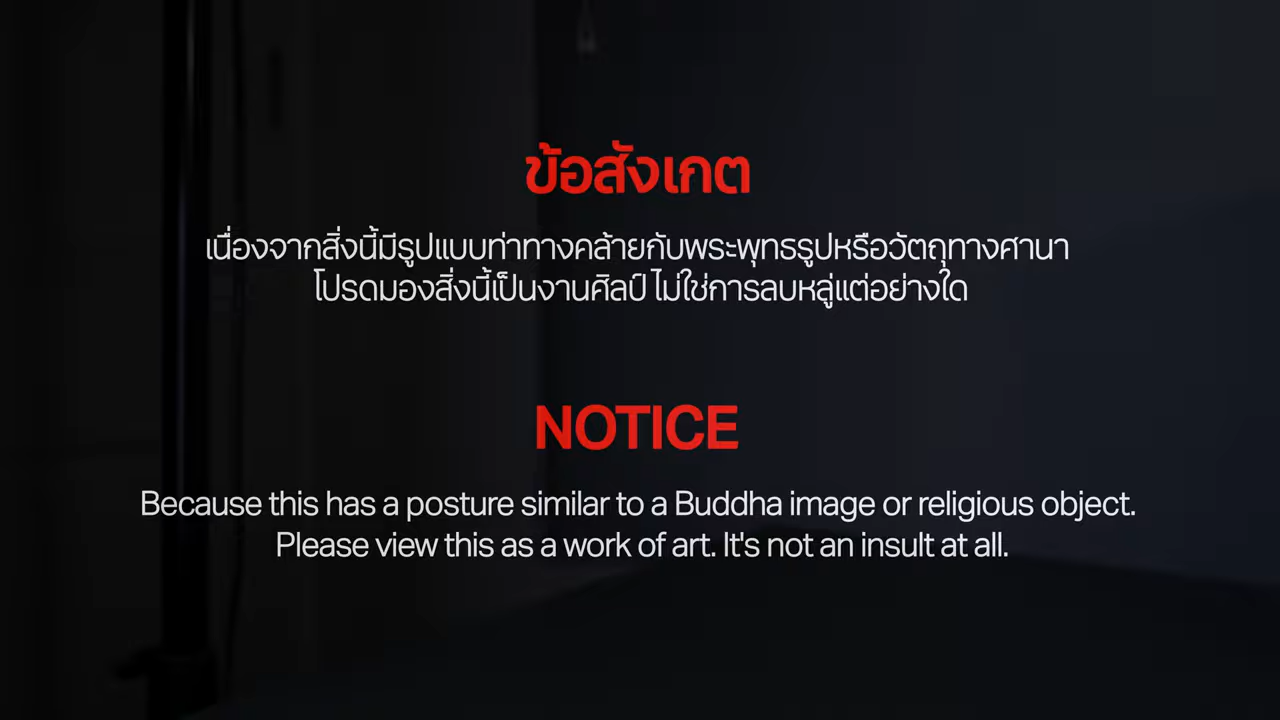 ข้อสังเกต
เนื่องจากสิ่งนี้มีรูปแบบท่าทางคล้ายกับพระพุทธรูปหรือวัตถุทางศานา
โปรดมองสิ่งนี้เป็นงานศิลป์ ไม่ใช่การลบหลู่แต่อย่างใด
NOTICE
Because this has a posture similar to a Buddha image or religious object.
Please view this as a work of art. It's not an insult at all.